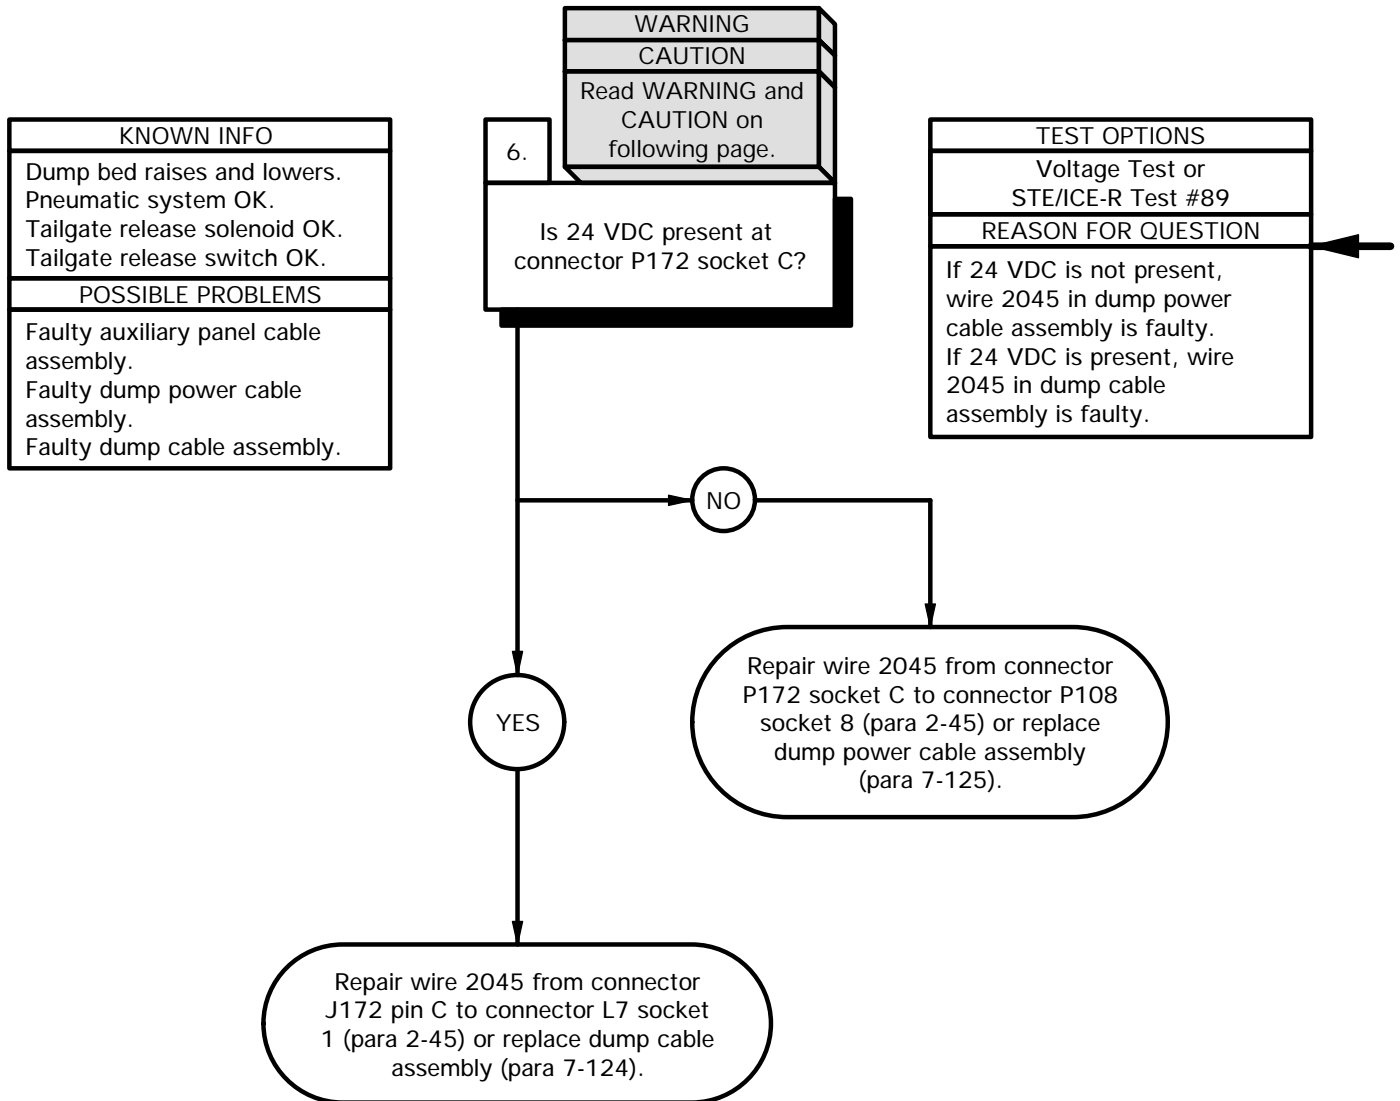 WARNING
CAUTION
Read WARNING and
CAUTION on
following page.
KNOWN INFO
Dump bed raises and lowers.
Pneumatic system OK.
Tailgate release solenoid OK.
Tailgate release switch OK.
POSSIBLE PROBLEMS
Faulty auxiliary panel cable
assembly.
Faulty dump power cable
assembly.
Faulty dump cable assembly.
6.
Is 24 VDC present at
connector P172 socket C?
TEST OPTIONS
Voltage Test or
STE/ICE-R Test #89
REASON FOR QUESTION
If 24 VDC is not present,
wire 2045 in dump power
cable assembly is faulty.
If 24 VDC is present, wire
2045 in dump cable
assembly is faulty.
NO
Repair wire 2045 from connector
P172 socket C to connector P108
socket 8 (para 2-45) or replace
dump power cable assembly
(para 7-125).
YES
Repair wire 2045 from connector
J172 pin C to connector L7 socket
1 (para 2-45) or replace dump cable
assembly (para 7-124).